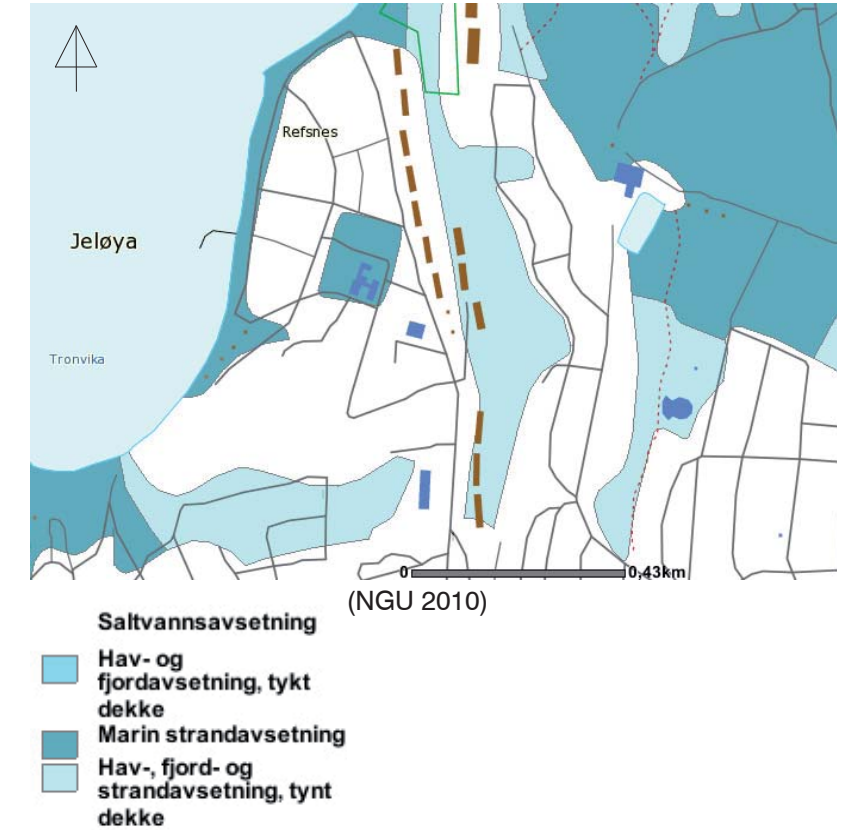 Refsnes
Jeløya
Tronvika
0
0,43km
(NGU 2010)
Saltvannsavsetning
Hav- og
fjordavsetning, tykt
dekke
Marin strandavsetning
Hav-, fjord- og
strandavsetning, tynt
dekke